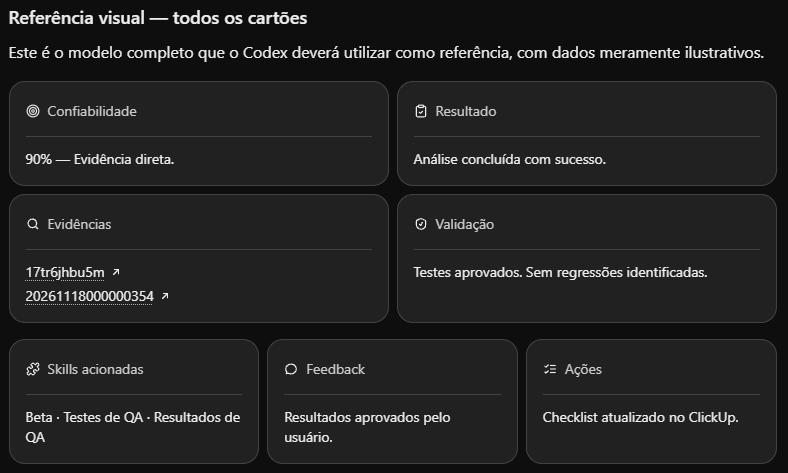 Referência visual — todos os cartões
Este é o modelo completo que o Codex deverá utilizar como referência, com dados meramente ilustrativos.
Confiabilidade
90% — Evidência direta.
Resultado
Análise concluída com sucesso.
Evidências
17tr6jhbu5m ↗
20261118000000354 ↗
Validação
Testes aprovados. Sem regressões identificadas.
Skills acionadas
Beta · Testes de QA · Resultados de
QA
Feedback
Resultados aprovados pelo
usuário.
Ações
Checklist atualizado no ClickUp.